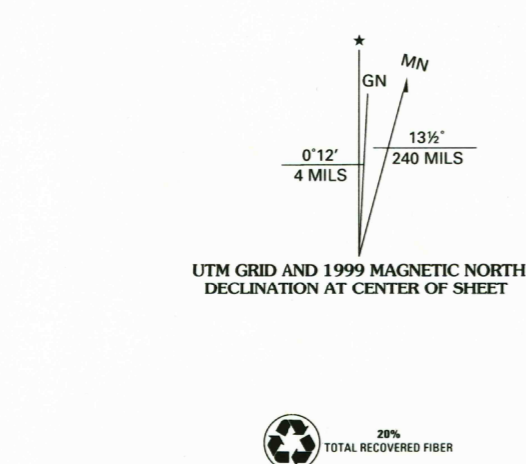 ★
MN
GN
13½°
240 MILS
0°12′
4 MILS
UTM GRID AND 1999 MAGNETIC NORTH
DECLINATION AT CENTER OF SHEET
20%
TOTAL RECOVERED FIBER